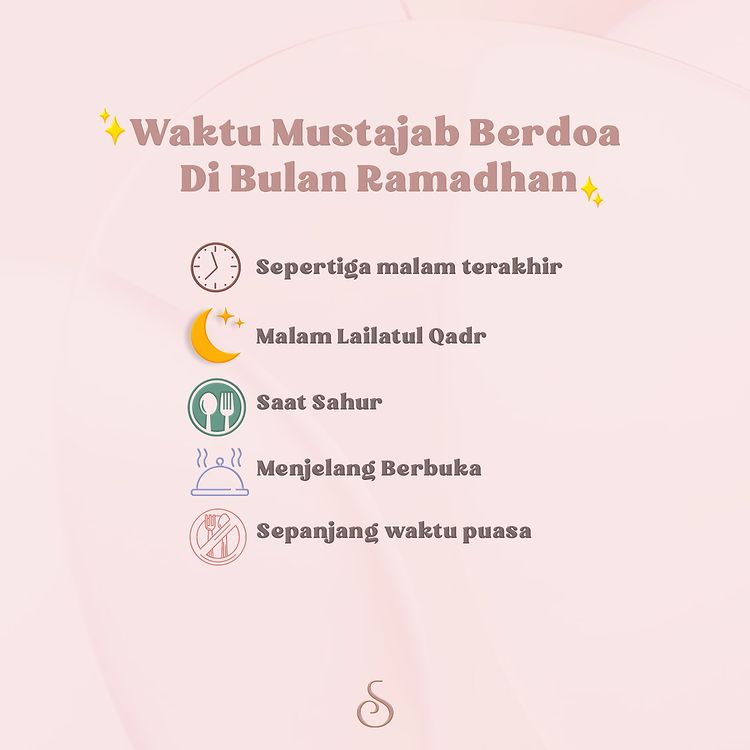 Waktu Mustajab Berdoa
Di Bulan Ramadhan
Sepertiga malam terakhir
Malam Lailatul Qadr
Saat Sahur
Menjelang Berbuka
Sepanjang waktu puasa
S